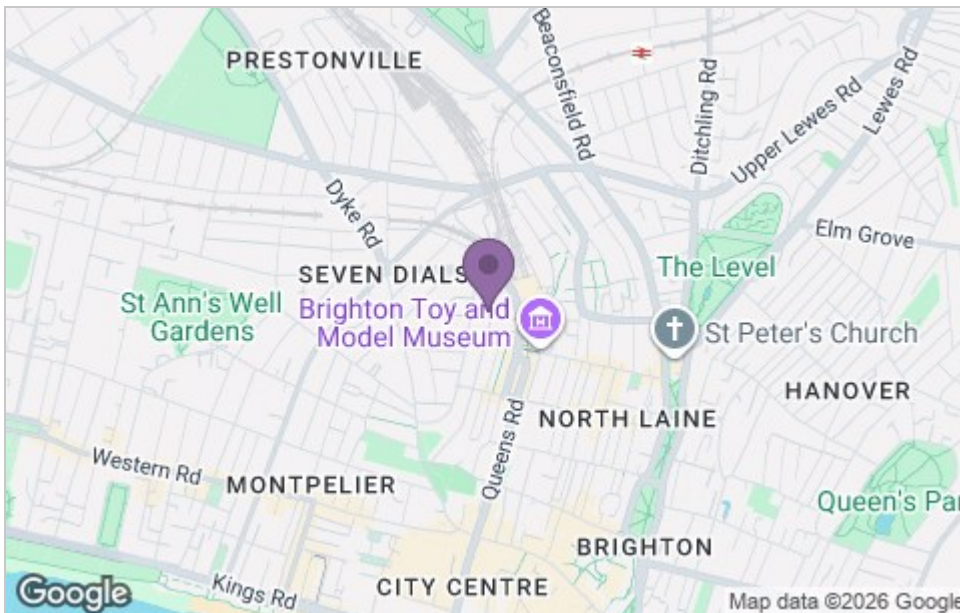 PRESTONVILLE
Beaconsfield Rd
Ditchling Rd
Lewes Rd
Upper Lewes Rd
Dyke Rd
Elm Grove
SEVEN DIALS
The Level
St Ann's Well
Gardens
Brighton Toy and
Model Museum
St Peter's Church
HANOVER
NORTH LAINE
Queens Rd
Western Rd
MONTPELIER
Queen's Par
BRIGHTON
CITY CENTRE
Kings Rd
Google
Map data ©2026 Google